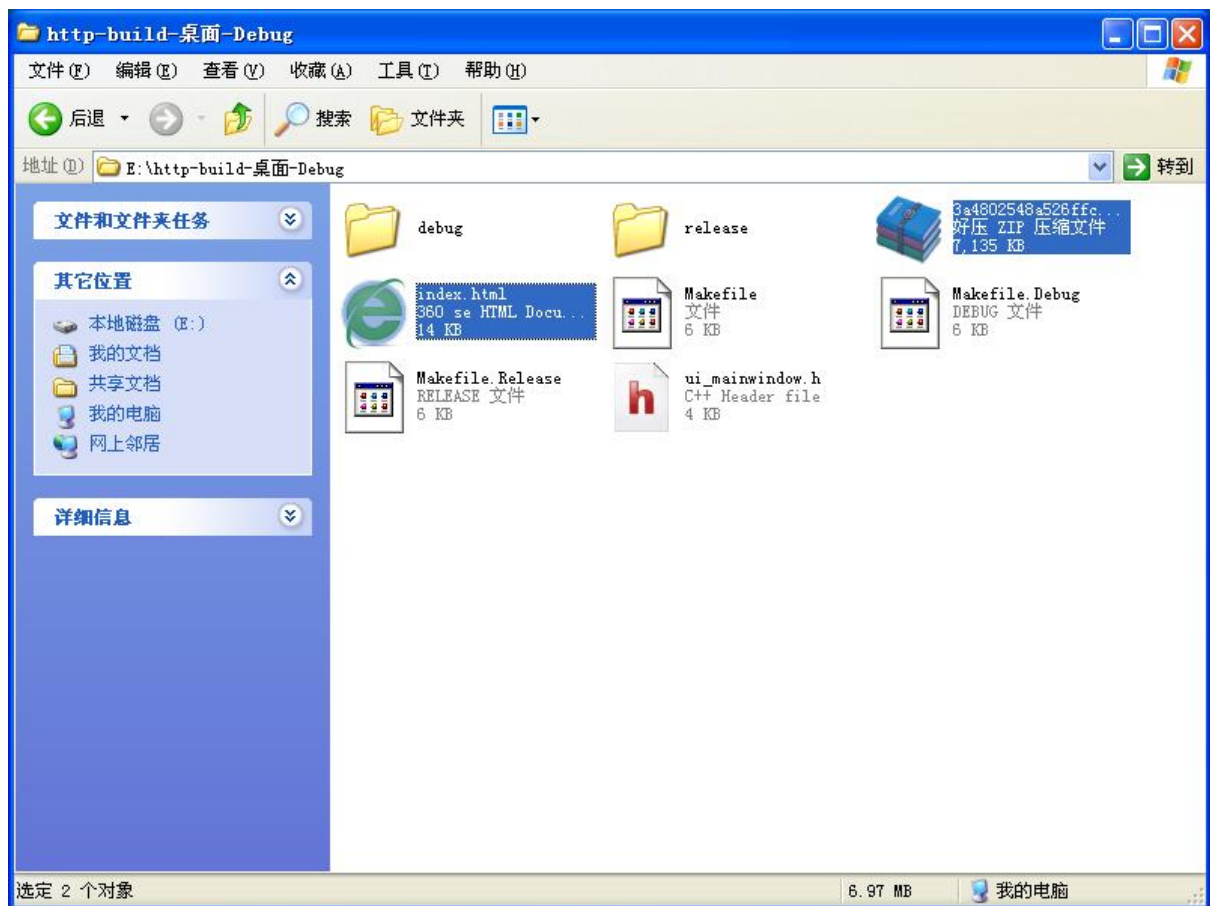 http-build-桌面-Debug
文件(F) 编辑(E) 查看(V) 收藏(A) 工具(T) 帮助(H)
后退 搜索 文件夹
地址(D) E:\http-build-桌面-Debug 转到
文件和文件夹任务
其它位置
本地磁盘 (E:)
我的文档
共享文档
我的电脑
网上邻居
详细信息
debug
release
3a4802548a526ffc...
好压 ZIP 压缩文件
7,135 KB
index.html
360 se HTML Docu...
14 KB
Makefile
文件
6 KB
Makefile.Debug
DEBUG 文件
6 KB
Makefile.Release
RELEASE 文件
6 KB
ui_mainwindow.h
C++ Header file
4 KB
选定 2 个对象 6.97 MB 我的电脑